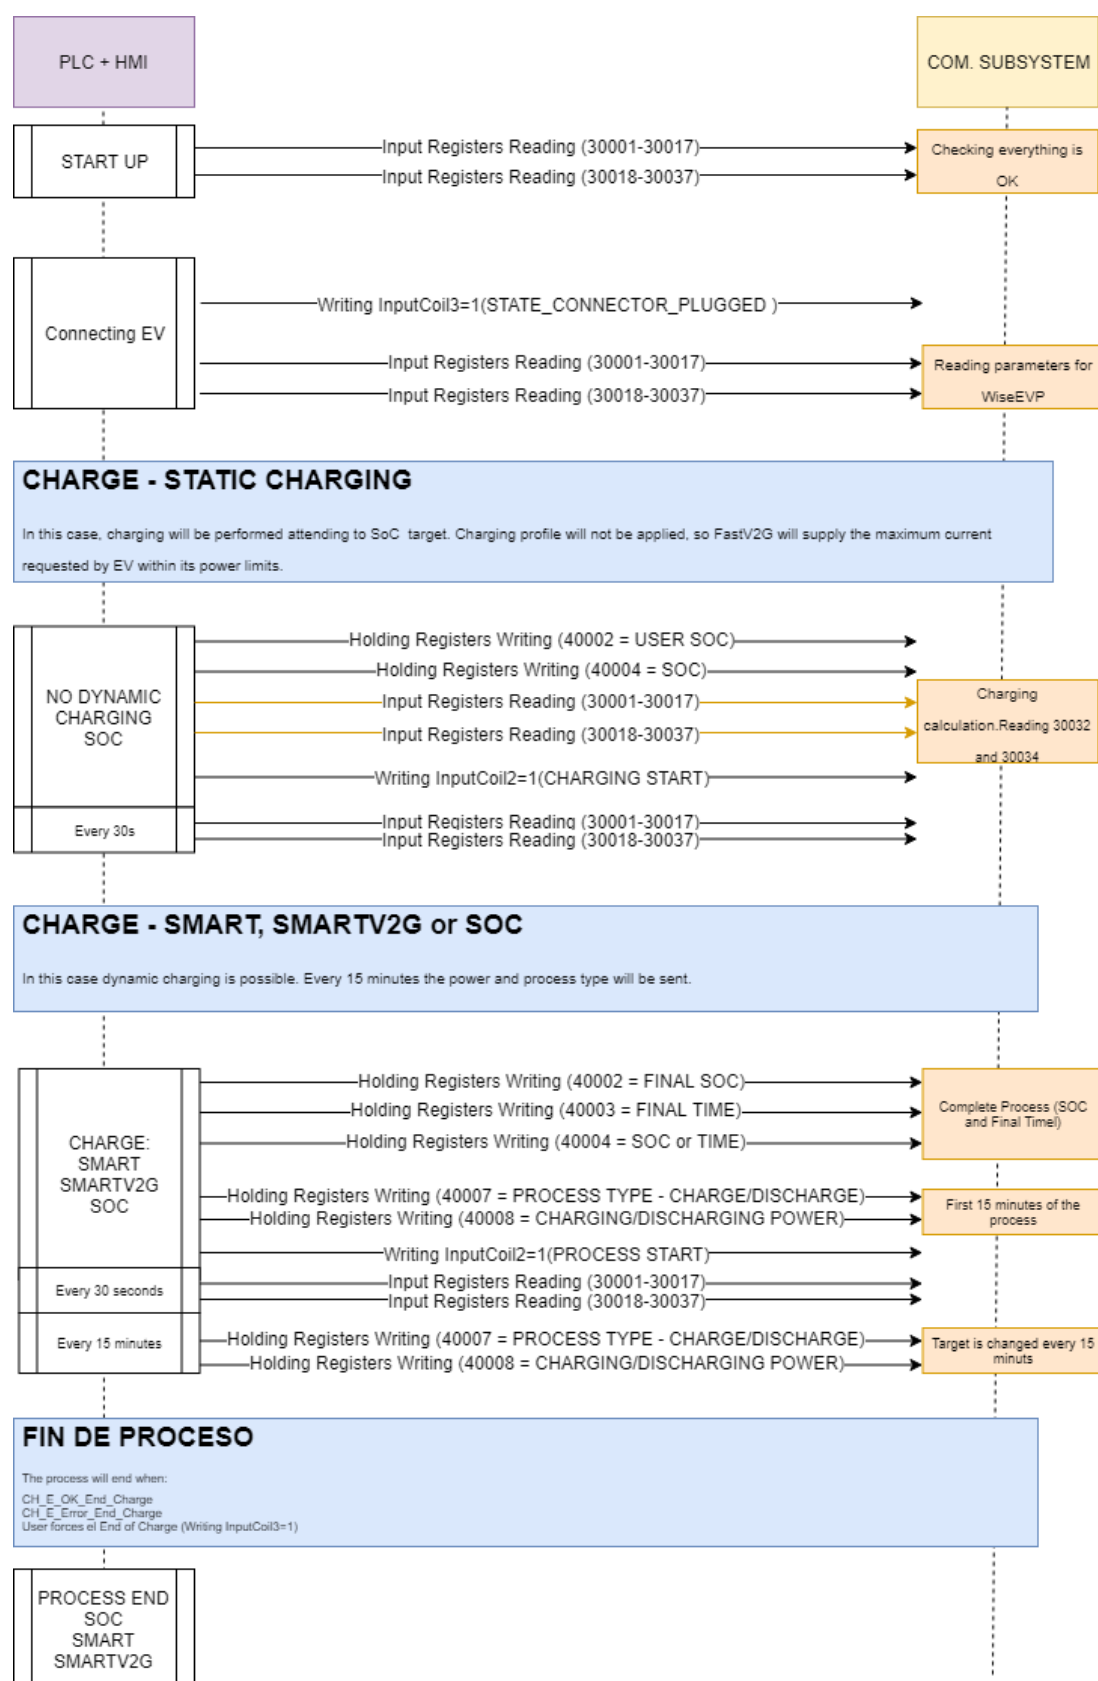 PLC + HMI
COM. SUBSYSTEM
START UP
Input Registers Reading (30001-30017)
Input Registers Reading (30018-30037)
Checking everything is
OK
Connecting EV
Writing InputCoil3=1(STATE_CONNECTOR_PLUGGED )
Input Registers Reading (30001-30017)
Input Registers Reading (30018-30037)
Reading parameters for
WiseEVP
CHARGE - STATIC CHARGING
In this case, charging will be performed attending to SoC target. Charging profile will not be applied, so FastV2G will supply the maximum current
requested by EV within its power limits.
NO DYNAMIC
CHARGING
SOC
Holding Registers Writing (40002 = USER SOC)
Holding Registers Writing (40004 = SOC)
Input Registers Reading (30001-30017)
Input Registers Reading (30018-30037)
Charging
calculation.Reading 30032
and 30034
Writing InputCoil2=1(CHARGING START)
Every 30s
Input Registers Reading (30001-30017)
Input Registers Reading (30018-30037)
CHARGE - SMART, SMARTV2G or SOC
In this case dynamic charging is possible. Every 15 minutes the power and process type will be sent.
CHARGE:
SMART
SMARTV2G
SOC
Holding Registers Writing (40002 = FINAL SOC)
Holding Registers Writing (40003 = FINAL TIME)
Holding Registers Writing (40004 = SOC or TIME)
Complete Process (SOC
and Final Timel)
Holding Registers Writing (40007 = PROCESS TYPE - CHARGE/DISCHARGE)
Holding Registers Writing (40008 = CHARGING/DISCHARGING POWER)
First 15 minutes of the
process
Writing InputCoil2=1(PROCESS START)
Every 30 seconds
Input Registers Reading (30001-30017)
Input Registers Reading (30018-30037)
Every 15 minutes
Holding Registers Writing (40007 = PROCESS TYPE - CHARGE/DISCHARGE)
Holding Registers Writing (40008 = CHARGING/DISCHARGING POWER)
Target is changed every 15
minuts
FIN DE PROCESO
The process will end when:
CH_E_OK_End_Charge
CH_E_Error_End_Charge
User forces el End of Charge (Writing InputCoil3=1)
PROCESS END
SOC
SMART
SMARTV2G